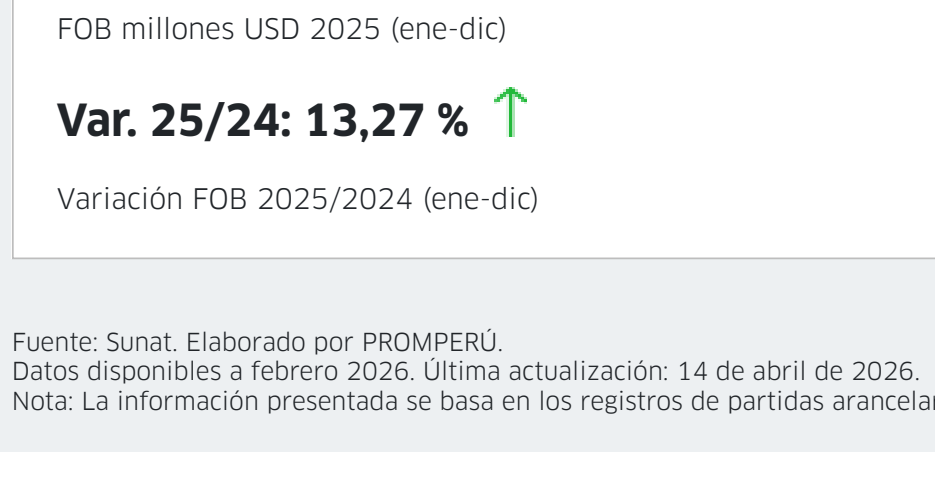 FOB millones USD 2025 (ene-dic)
Var. 25/24: 13,27 % ↑
Variación FOB 2025/2024 (ene-dic)
Fuente: Sunat. Elaborado por PROMPERÚ.
Datos disponibles a febrero 2026. Última actualización: 14 de abril de 2026.
Nota: La información presentada se basa en los registros de partidas